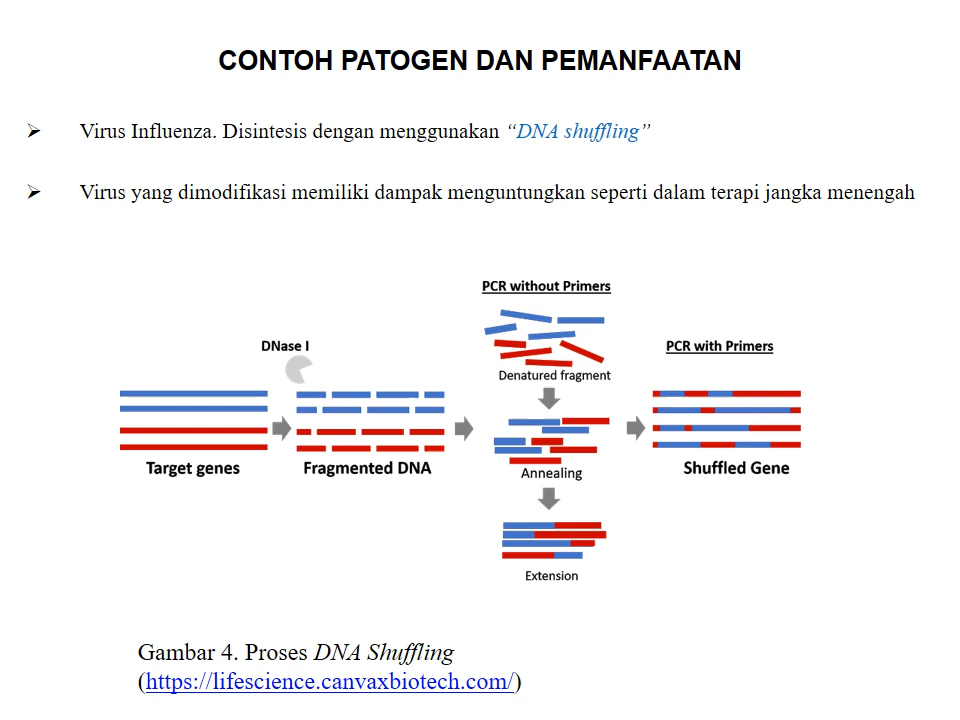 CONTOH PATOGEN DAN PEMANFAATAN
Virus Influenza. Disintesis dengan menggunakan “DNA shuffling”
Virus yang dimodifikasi memiliki dampak menguntungkan seperti dalam terapi jangka menengah
PCR without Primers
DNase I
PCR with Primers
Denatured fragment
Target genes
Fragmented DNA
Annealing
Shuffled Gene
Extension
Gambar 4. Proses DNA Shuffling
(https://lifescience.canvaxbiotech.com/)